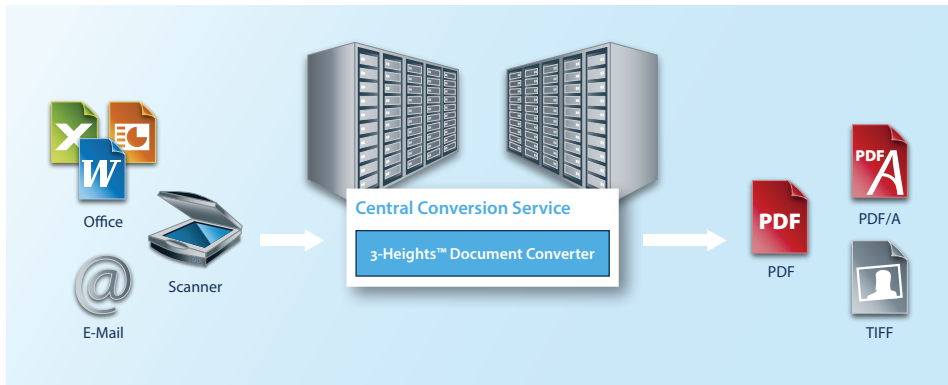 X
W
Office
Scanner
@
E-Mail
Central Conversion Service
3-Heights™ Document Converter
PDF
PDF
PDF
A
PDF/A
TIFF